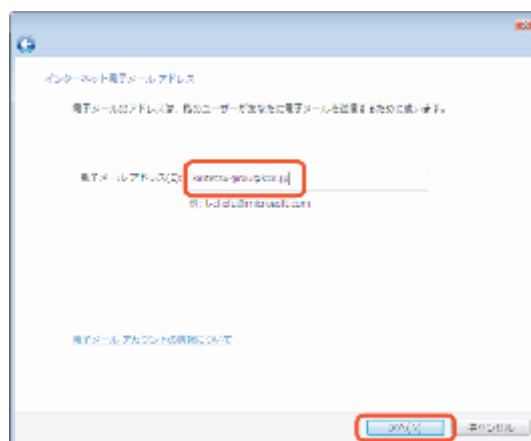 インターネット電子メール アドレス
電子メールのアドレスは、他のユーザーがあなたに電子メールを送信するために使います。
電子メール アドレス(E):
例: @microsoft.com
電子メール アカウントの情報について
次へ(N) キャンセル